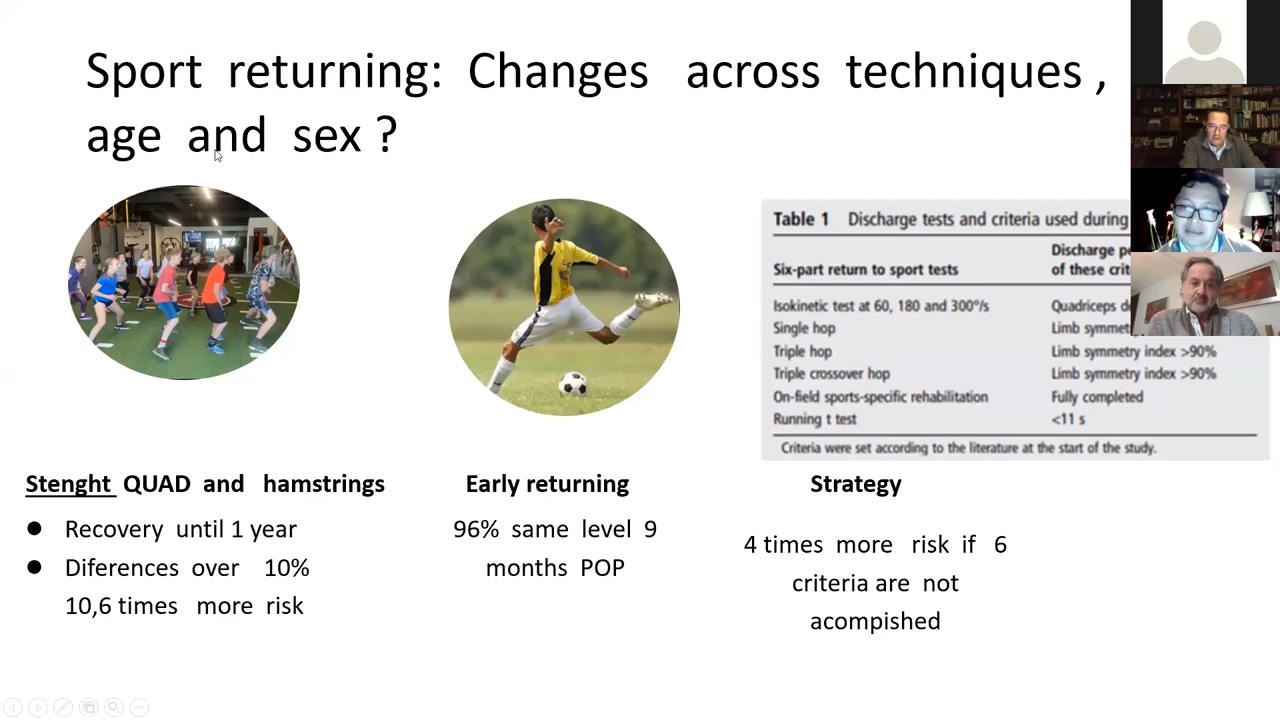 Sport returning: Changes across techniques ,
age and sex ?
Table 1 Discharge tests and criteria used during
Discharge
Six-part return to sport tests of these
Isokinetic test at 60, 180 and 300°/s Quadriceps
Single hop Limb
Triple hop Limb symmetry index >90%
Triple crossover hop Limb symmetry index >90%
On-field sports-specific rehabilitation Fully completed
Running t test <11 s
Criteria were set according to the literature at the start of the study.
Stenght QUAD and hamstrings
● Recovery until 1 year
● Diferences over 10%
10,6 times more risk
Early returning
96% same level 9
months POP
Strategy
4 times more risk if 6
criteria are not
acompished